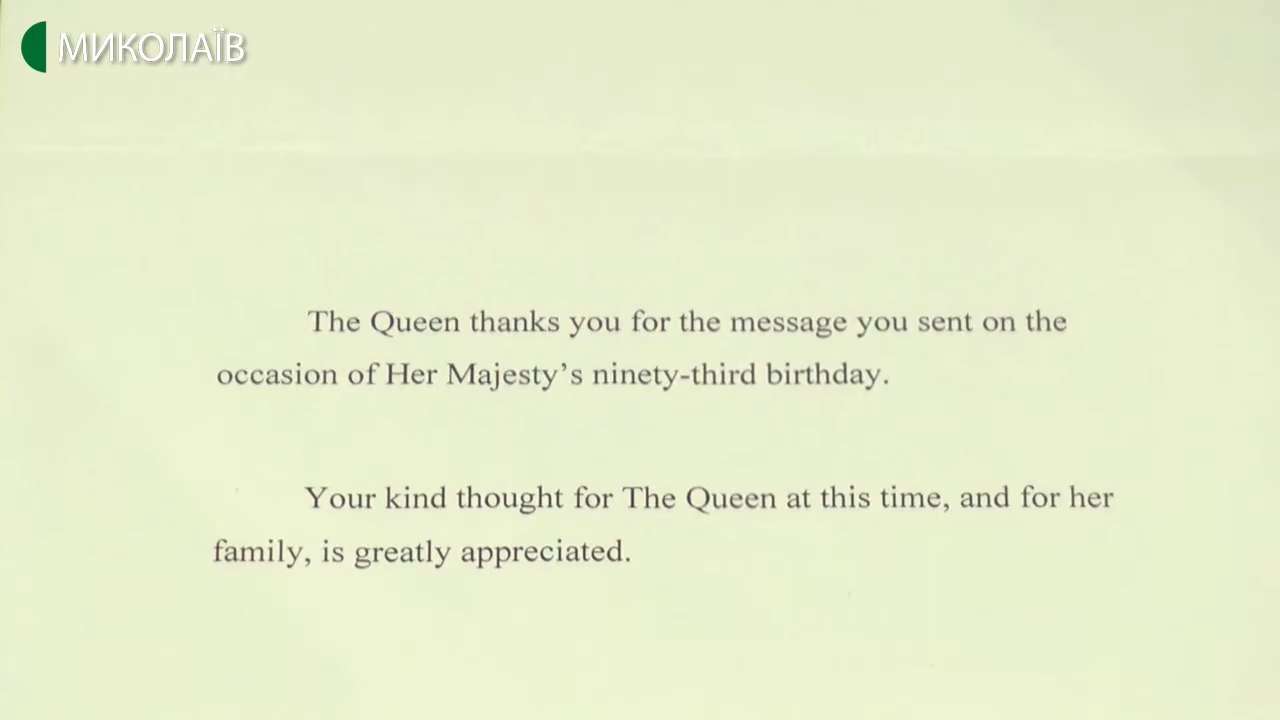 МИКОЛАЇВ
The Queen thanks you for the message you sent on the
occasion of Her Majesty’s ninety-third birthday.
Your kind thought for The Queen at this time, and for her
family, is greatly appreciated.